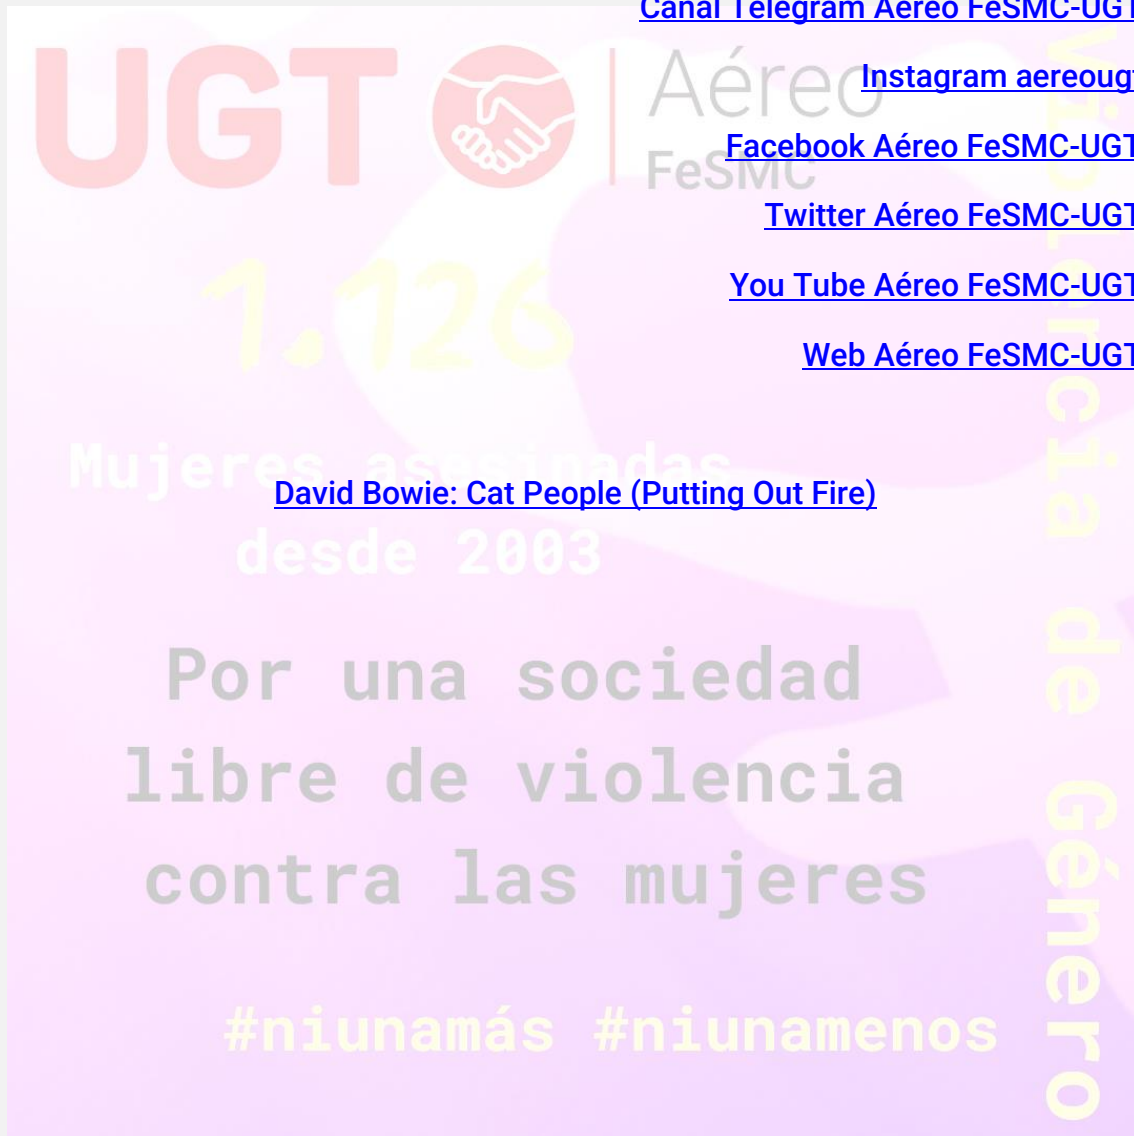 Canal Telegram Aéreo FeSMC-UGT
UGT
Aéreo
FeSMC
Instagram aereougt
Facebook Aéreo FeSMC-UGT
Twitter Aéreo FeSMC-UGT
You Tube Aéreo FeSMC-UGT
Web Aéreo FeSMC-UGT
1.126
Mujeres asesinadas
David Bowie: Cat People (Putting Out Fire)
desde 2003
Por una sociedad
libre de violencia
contra las mujeres
#niunamás #niunamenos
Violencia de Género